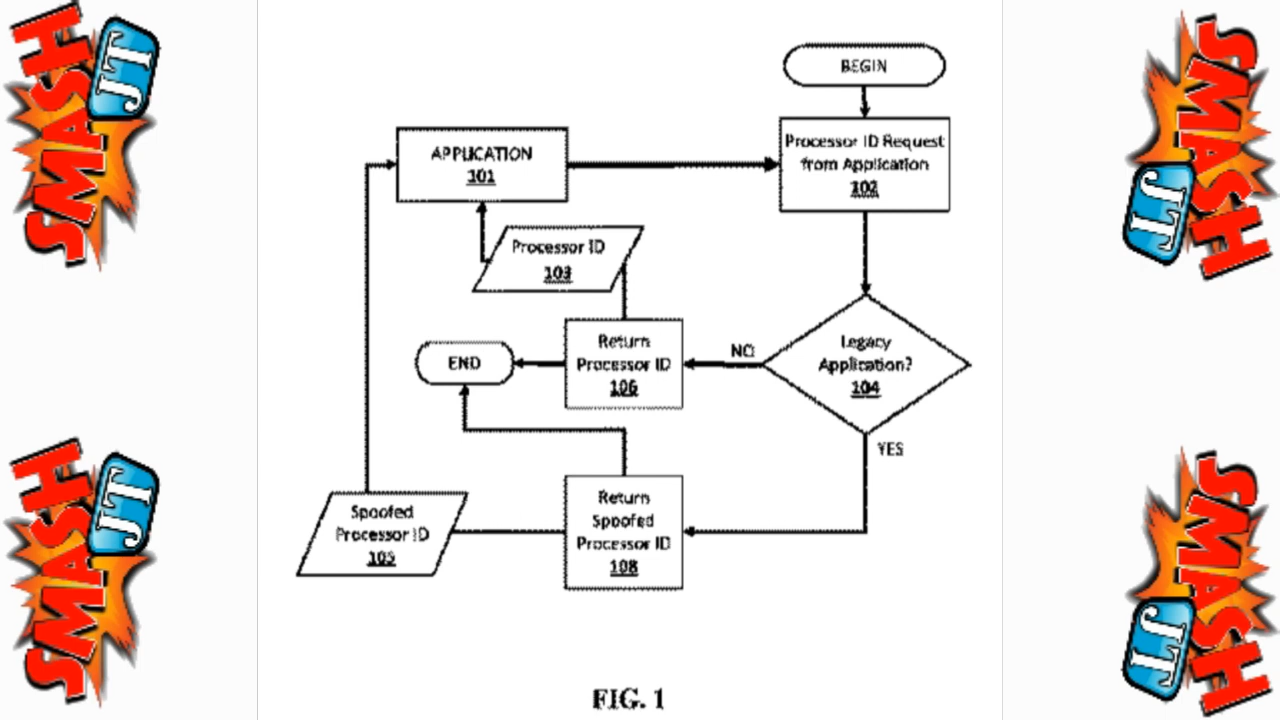 SMASH
JT
SMASH
JT
BEGIN
Processor ID Request
from Application
102
APPLICATION
101
Processor ID
103
Legacy
Application?
104
NO
YES
Return
Processor ID
106
END
Return
Spoofed
Processor ID
108
Spoofed
Processor ID
105
SMASH
JT
SMASH
JT
FIG. 1